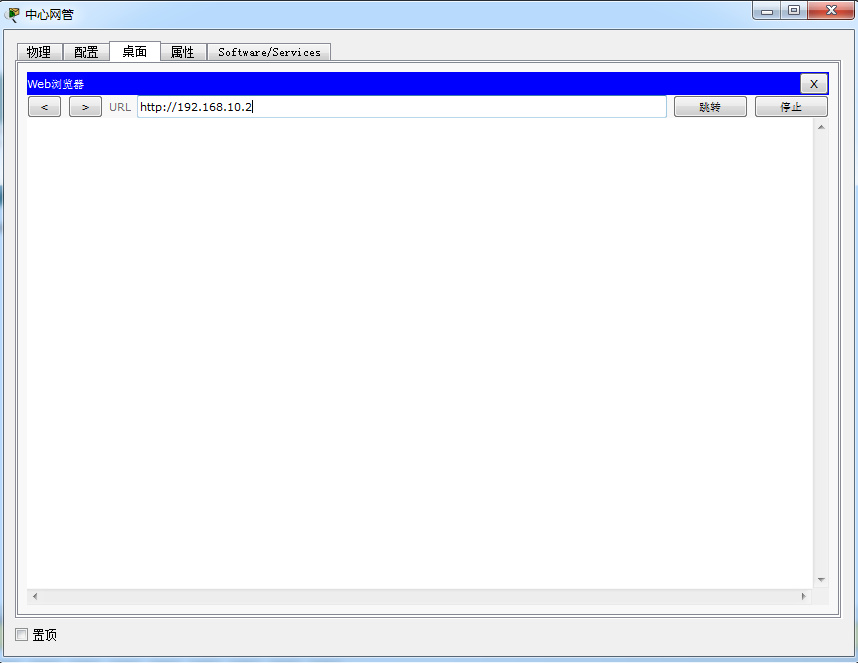 中心网管
物理 配置 桌面 属性 Software/Services
Web浏览器 X
< > URL http://192.168.10.2 跳转 停止
置顶